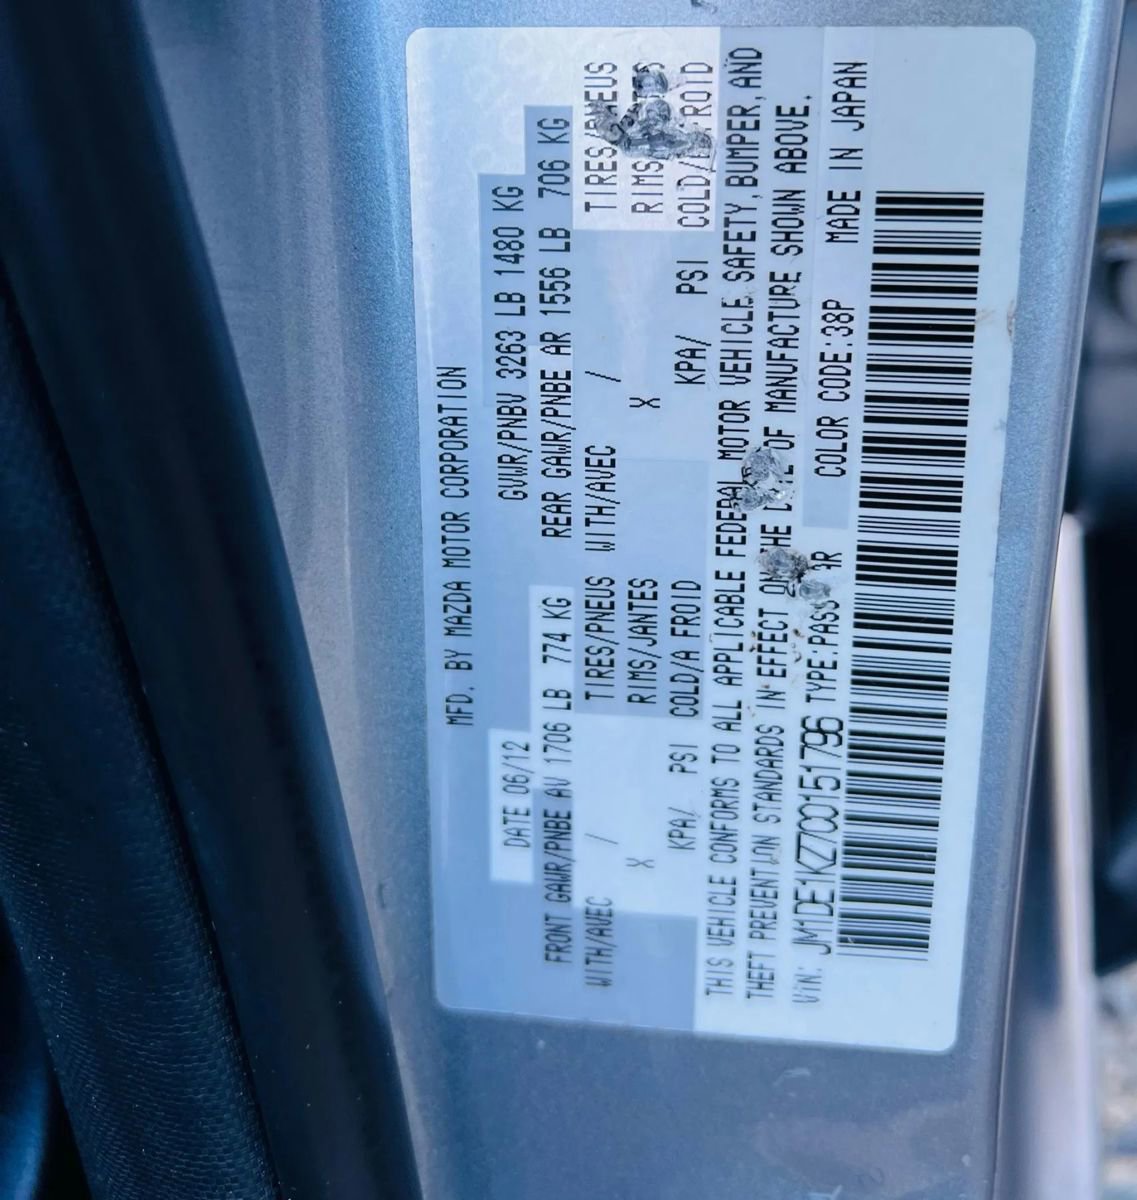 MFD. BY MAZDA MOTOR CORPORATION
DATE 06/12 GVWR/PNBV 3263 LB 1480 KG
FRONT GAWR/PNBE AV 1706 LB 774 KG REAR GAWR/PNBE AR 1556 LB 706 KG
WITH/AVEC / TIRES/PNEUS WITH/AVEC / TIRES/PNEUS
X RIMS/JANTES X RIMS
KPA/ PSI COLD/A FROID KPA/ PSI COLD/ FROID
THIS VEHICLE CONFORMS TO ALL APPLICABLE FEDERAL MOTOR VEHICLE SAFETY, BUMPER, AND
THEFT PREVENTION STANDARDS IN EFFECT ON THE OF MANUFACTURE SHOWN ABOVE.
VIN: JM1DE1KZ7C0151796 TYPE:PASS COLOR CODE:38P MADE IN JAPAN